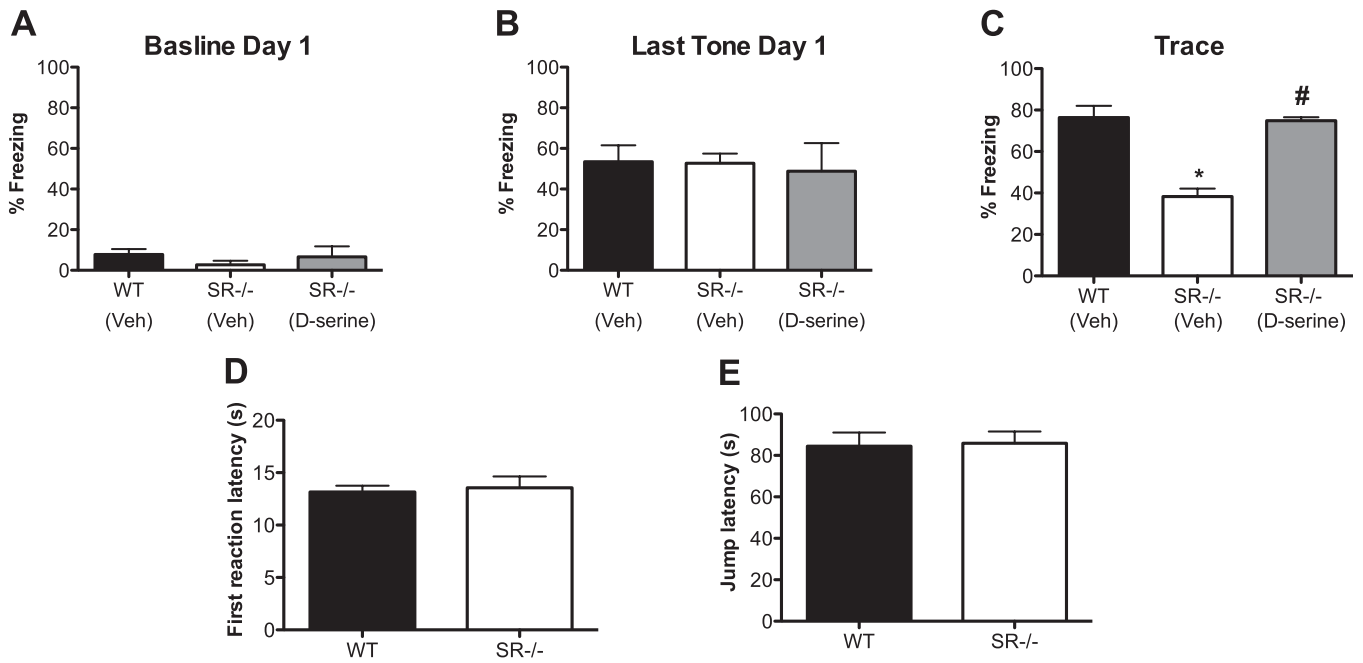 A
Basline Day 1
% Freezing
100
80
60
40
20
0
WT
(Veh)
SR-/-
(Veh)
SR-/-
(D-serine)
B
Last Tone Day 1
% Freezing
100
80
60
40
20
0
WT
(Veh)
SR-/-
(Veh)
SR-/-
(D-serine)
C
Trace
% Freezing
100
80
60
40
20
0
*
#
WT
(Veh)
SR-/-
(Veh)
SR-/-
(D-serine)
D
First reaction latency (s)
20
15
10
5
0
WT
SR-/-
E
Jump latency (s)
100
80
60
40
20
0
WT
SR-/-